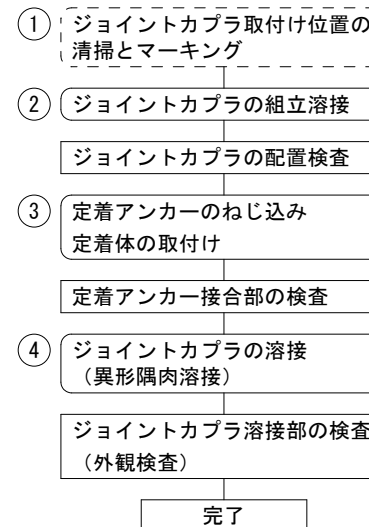 ① ジョイントカプラ取付け位置の
清掃とマーキング
② ジョイントカプラの組立溶接
ジョイントカプラの配置検査
③ 定着アンカーのねじ込み
定着体の取付け
定着アンカー接合部の検査
④ ジョイントカプラの溶接
（異形隅肉溶接）
ジョイントカプラ溶接部の検査
（外観検査）
完了